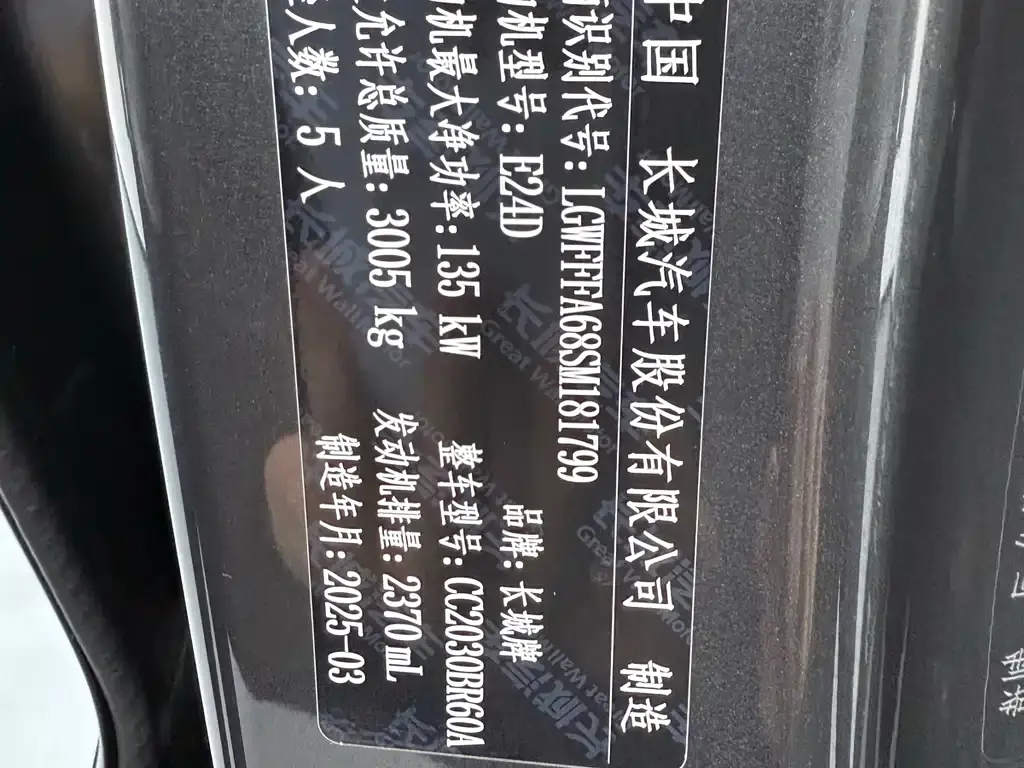 中国 长城汽车股份有限公司 制造
识别代号：LGWFFFA68SM181799
品牌：长城牌
机型号：E24D
整车型号：CC2030BR60A
机最大净功率：135 kW
发动机排量：2370 mL
允许总质量：3005 kg
制造年月：2025-03
人数：5 人